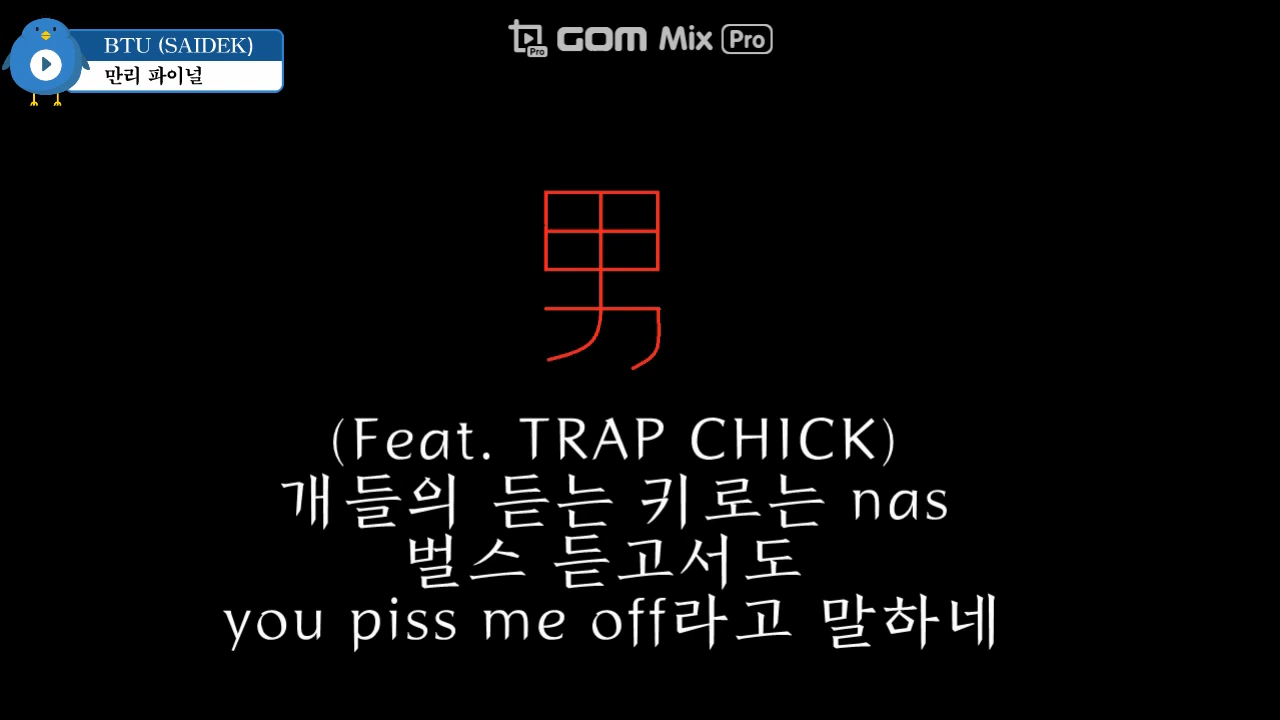 BTU (SAIDEK)
만리 파이널
Pro
GOM Mix Pro
男
(Feat. TRAP CHICK)
개들의 듣는 키로는 nas
벌스 듣고서도
you piss me off라고 말하네